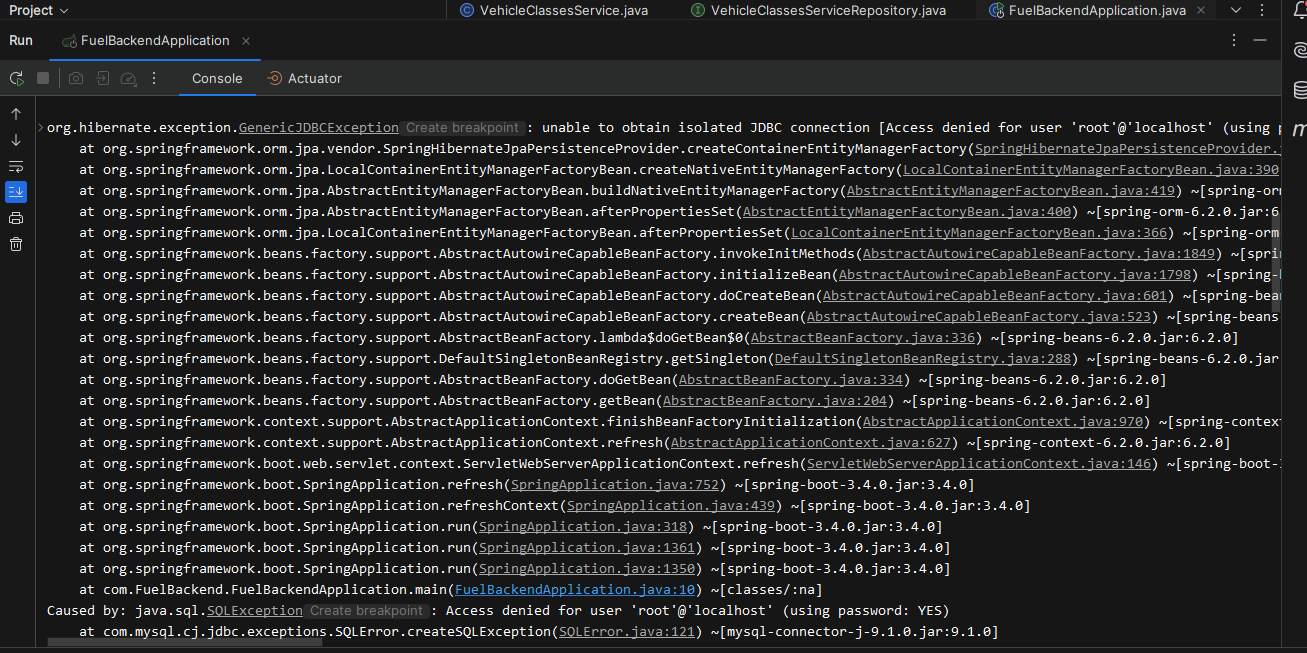 Project
VehicleClassesService.java
VehicleClassesServiceRepository.java
FuelBackendApplication.java
Run
FuelBackendApplication
Console
Actuator
org.hibernate.exception.GenericJDBCException Create breakpoint : unable to obtain isolated JDBC connection [Access denied for user 'root'@'localhost' (using
at org.springframework.orm.jpa.vendor.SpringHibernateJpaPersistenceProvider.createContainerEntityManagerFactory(SpringHibernateJpaPersistenceProvider.
at org.springframework.orm.jpa.LocalContainerEntityManagerFactoryBean.createNativeEntityManagerFactory(LocalContainerEntityManagerFactoryBean.java:390
at org.springframework.orm.jpa.AbstractEntityManagerFactoryBean.buildNativeEntityManagerFactory(AbstractEntityManagerFactoryBean.java:419) ~[spring-or
at org.springframework.orm.jpa.AbstractEntityManagerFactoryBean.afterPropertiesSet(AbstractEntityManagerFactoryBean.java:400) ~[spring-orm-6.2.0.jar:6
at org.springframework.orm.jpa.LocalContainerEntityManagerFactoryBean.afterPropertiesSet(LocalContainerEntityManagerFactoryBean.java:366) ~[spring-orm
at org.springframework.beans.factory.support.AbstractAutowireCapableBeanFactory.invokeInitMethods(AbstractAutowireCapableBeanFactory.java:1849) ~[spri
at org.springframework.beans.factory.support.AbstractAutowireCapableBeanFactory.initializeBean(AbstractAutowireCapableBeanFactory.java:1798) ~[spring-
at org.springframework.beans.factory.support.AbstractAutowireCapableBeanFactory.doCreateBean(AbstractAutowireCapableBeanFactory.java:601) ~[spring-bea
at org.springframework.beans.factory.support.AbstractAutowireCapableBeanFactory.createBean(AbstractAutowireCapableBeanFactory.java:523) ~[spring-beans
at org.springframework.beans.factory.support.AbstractBeanFactory.lambda$doGetBean$0(AbstractBeanFactory.java:336) ~[spring-beans-6.2.0.jar:6.2.0]
at org.springframework.beans.factory.support.DefaultSingletonBeanRegistry.getSingleton(DefaultSingletonBeanRegistry.java:288) ~[spring-beans-6.2.0.jar
at org.springframework.beans.factory.support.AbstractBeanFactory.doGetBean(AbstractBeanFactory.java:334) ~[spring-beans-6.2.0.jar:6.2.0]
at org.springframework.beans.factory.support.AbstractBeanFactory.getBean(AbstractBeanFactory.java:204) ~[spring-beans-6.2.0.jar:6.2.0]
at org.springframework.context.support.AbstractApplicationContext.finishBeanFactoryInitialization(AbstractApplicationContext.java:970) ~[spring-contex
at org.springframework.context.support.AbstractApplicationContext.refresh(AbstractApplicationContext.java:627) ~[spring-context-6.2.0.jar:6.2.0]
at org.springframework.boot.web.servlet.context.ServletWebServerApplicationContext.refresh(ServletWebServerApplicationContext.java:146) ~[spring-boot-
at org.springframework.boot.SpringApplication.refresh(SpringApplication.java:752) ~[spring-boot-3.4.0.jar:3.4.0]
at org.springframework.boot.SpringApplication.refreshContext(SpringApplication.java:439) ~[spring-boot-3.4.0.jar:3.4.0]
at org.springframework.boot.SpringApplication.run(SpringApplication.java:318) ~[spring-boot-3.4.0.jar:3.4.0]
at org.springframework.boot.SpringApplication.run(SpringApplication.java:1361) ~[spring-boot-3.4.0.jar:3.4.0]
at org.springframework.boot.SpringApplication.run(SpringApplication.java:1350) ~[spring-boot-3.4.0.jar:3.4.0]
at com.FuelBackend.FuelBackendApplication.main(FuelBackendApplication.java:10) ~[classes/:na]
Caused by: java.sql.SQLException Create breakpoint : Access denied for user 'root'@'localhost' (using password: YES)
at com.mysql.cj.jdbc.exceptions.SQLError.createSQLException(SQLError.java:121) ~[mysql-connector-j-9.1.0.jar:9.1.0]